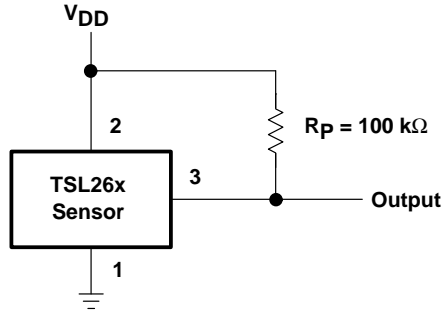 VDD
2
RP = 100 kΩ
TSL26x
Sensor
3
Output
1